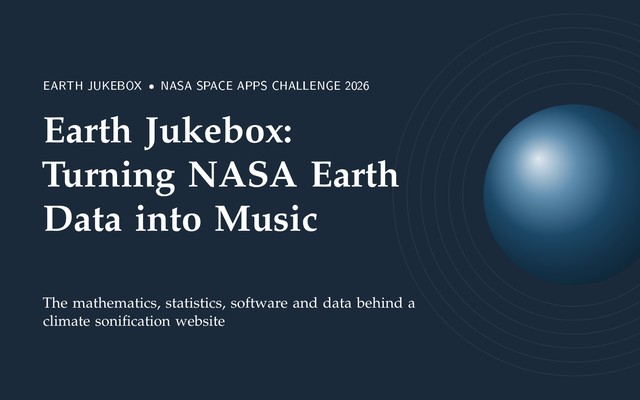 EARTH JUKEBOX • NASA SPACE APPS CHALLENGE 2026
Earth Jukebox:
Turning NASA Earth
Data into Music
The mathematics, statistics, software and data behind a
climate sonification website